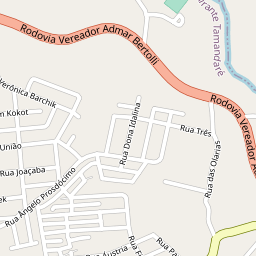 Rodovia Vereador Admar Bertolli
Tamandaré
Verônica Barchik
Kokot
União
Rua Joaçaba
Rua Ângelo Prosdócimo
Rua Dona Idalina
Rua Três
Rodovia Vereador
Rua das Olarias
Rua Áustria